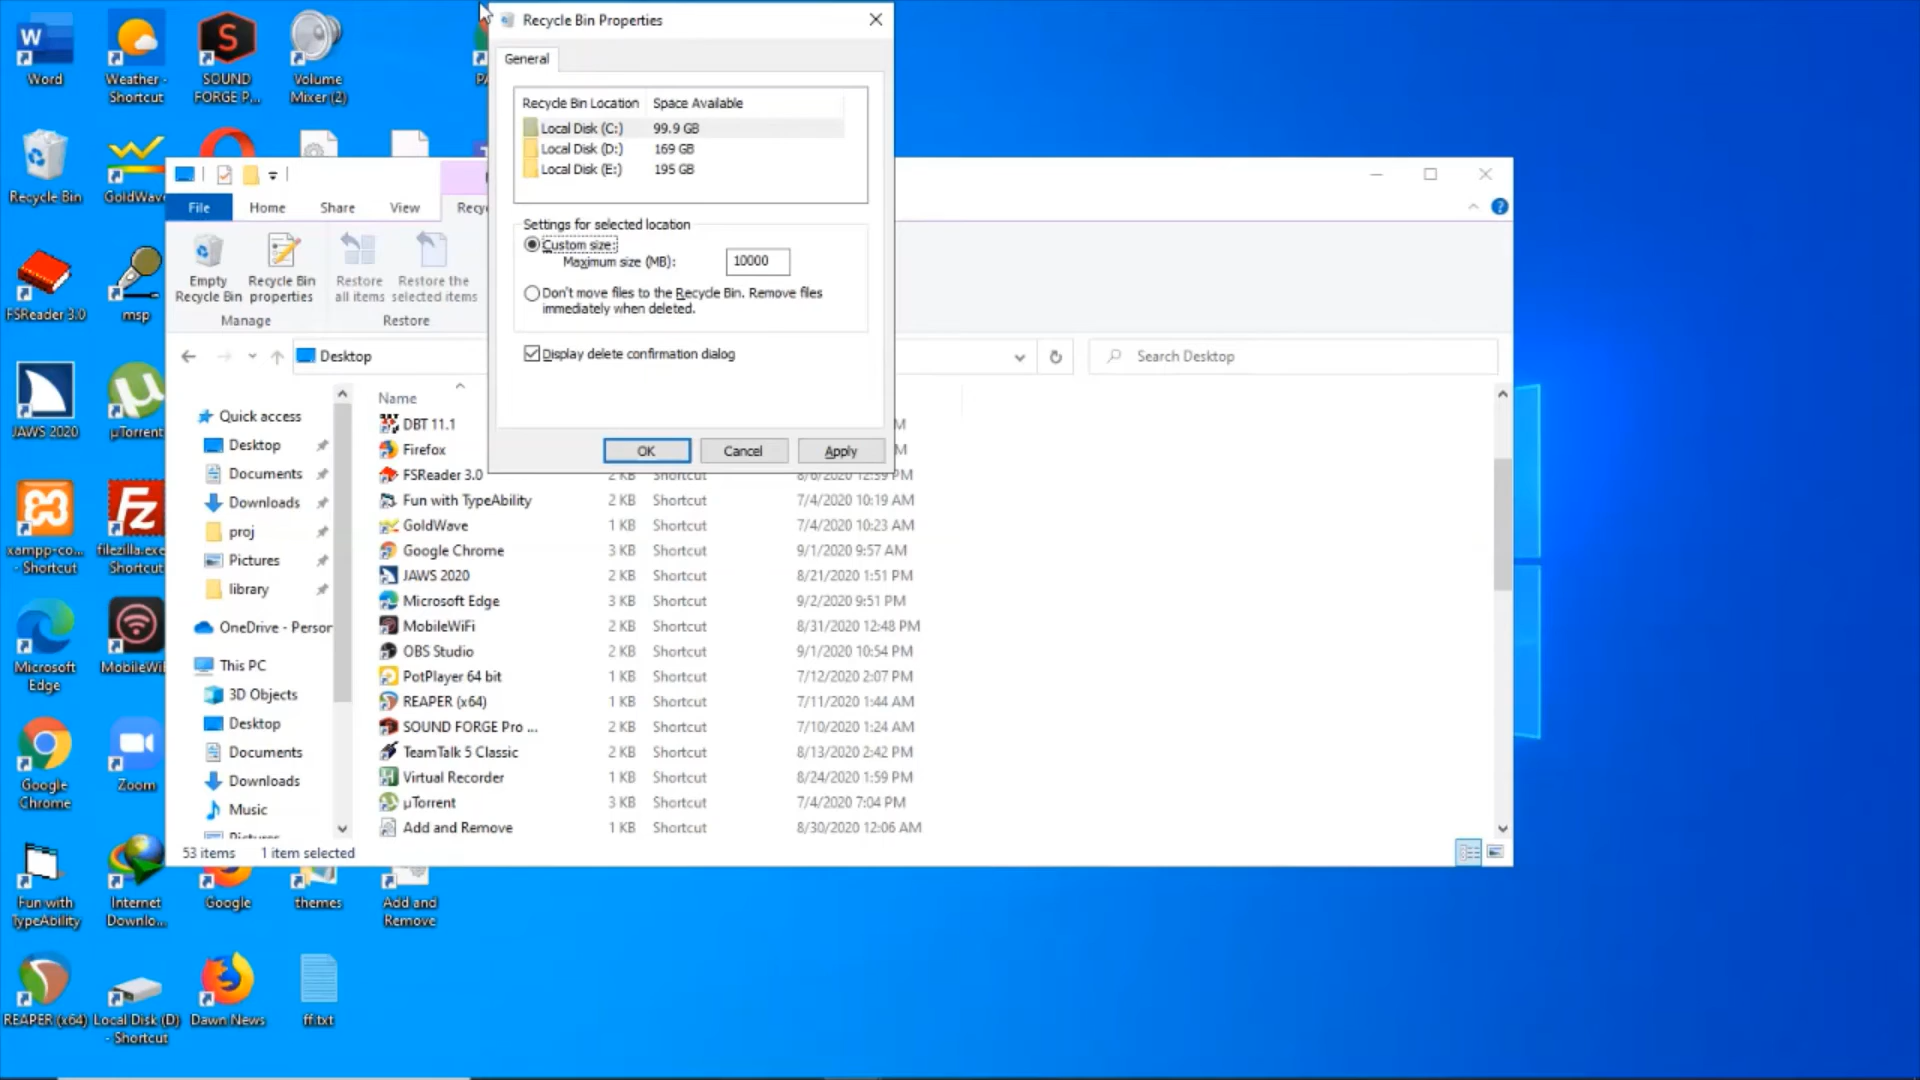 Recycle Bin Properties
General
Recycle Bin Location Space Available
Local Disk (C:) 99.9 GB
Local Disk (D:) 169 GB
Local Disk (E:) 195 GB
Settings for selected location
Custom size:
Maximum size (MB): 10000
Don't move files to the Recycle Bin. Remove files
immediately when deleted.
Display delete confirmation dialog
OK Cancel Apply
File Home Share View
Empty
Recycle Bin
Recycle Bin
properties
Manage
Restore
all items
Restore the
selected items
Restore
Desktop
Search Desktop
Quick access
Desktop
Documents
Downloads
proj
Pictures
library
OneDrive - Person
This PC
3D Objects
Desktop
Documents
Downloads
Music
Pictures
Name
DBT 11.1
Firefox
FSReader 3.0 2 KB Shortcut 8/6/2020 12:59 PM
Fun with TypeAbility 2 KB Shortcut 7/4/2020 10:19 AM
GoldWave 1 KB Shortcut 7/4/2020 10:23 AM
Google Chrome 3 KB Shortcut 9/1/2020 9:57 AM
JAWS 2020 2 KB Shortcut 8/21/2020 1:51 PM
Microsoft Edge 3 KB Shortcut 9/2/2020 9:51 PM
MobileWiFi 2 KB Shortcut 8/31/2020 12:48 PM
OBS Studio 2 KB Shortcut 9/1/2020 10:54 PM
PotPlayer 64 bit 1 KB Shortcut 7/12/2020 2:07 PM
REAPER (x64) 1 KB Shortcut 7/11/2020 1:44 AM
SOUND FORGE Pro ... 2 KB Shortcut 7/10/2020 1:24 AM
TeamTalk 5 Classic 2 KB Shortcut 8/13/2020 2:42 PM
Virtual Recorder 1 KB Shortcut 8/24/2020 1:59 PM
µTorrent 3 KB Shortcut 7/4/2020 7:04 PM
Add and Remove 1 KB Shortcut 8/30/2020 12:06 AM
53 items 1 item selected
Word
Weather -
Shortcut
SOUND
FORGE P...
Volume
Mixer (2)
Recycle Bin
GoldWave
FSReader 3.0
msp
JAWS 2020
µTorrent
xampp-co...
- Shortcut
filezilla.exe
Shortcut
Microsoft
Edge
MobileWi
Google
Chrome
Zoom
Fun with
TypeAbility
Internet
Downlo...
Google
themes
Add and
Remove
REAPER (x64)
Local Disk (D)
- Shortcut
Dawn News
ff.txt